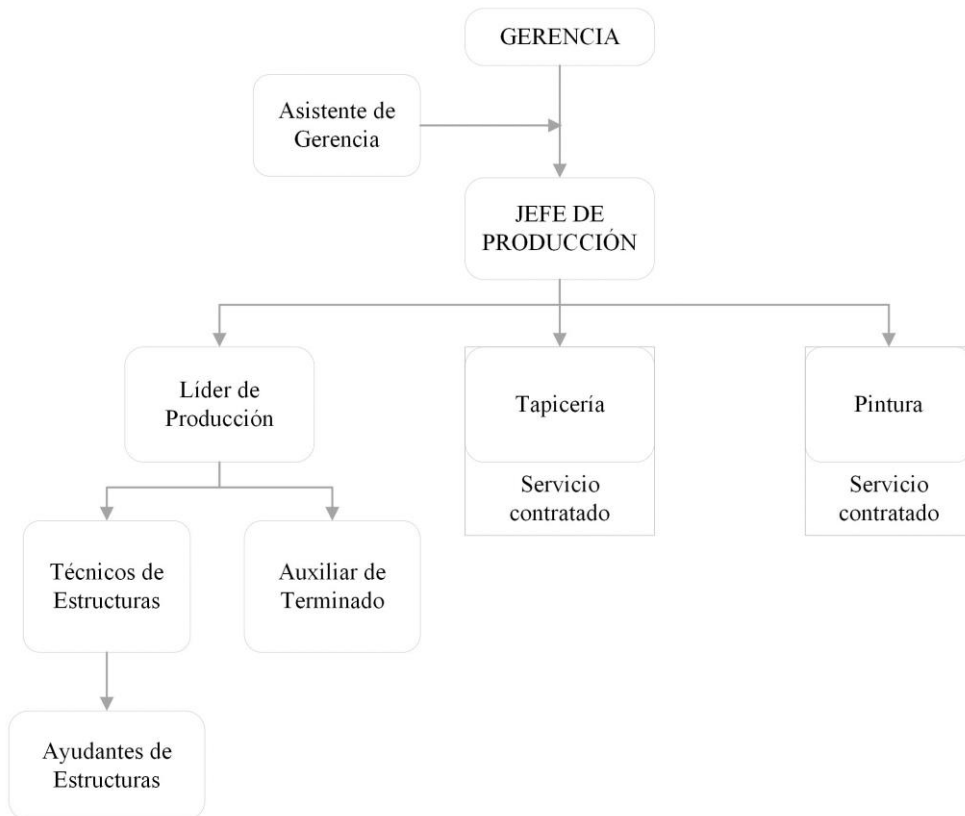 GERENCIA
Asistente de
Gerencia
JEFE DE
PRODUCCIÓN
Líder de
Producción
Tapicería
Pintura
Servicio
contratado
Servicio
contratado
Técnicos de
Estructuras
Auxiliar de
Terminado
Ayudantes de
Estructuras